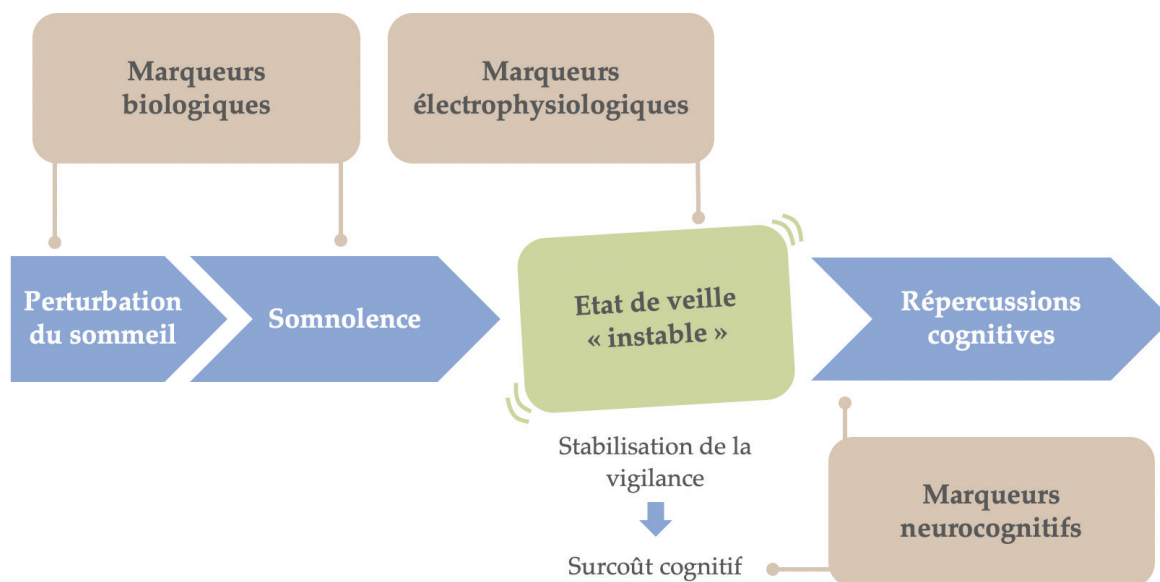 Marqueurs
biologiques
Marqueurs
électrophysiologiques
Perturbation
du sommeil
Somnolence
Etat de veille
« instable »
Répercussions
cognitives
Stabilisation de la
vigilance
Surcoût cognitif
Marqueurs
neurocognitifs